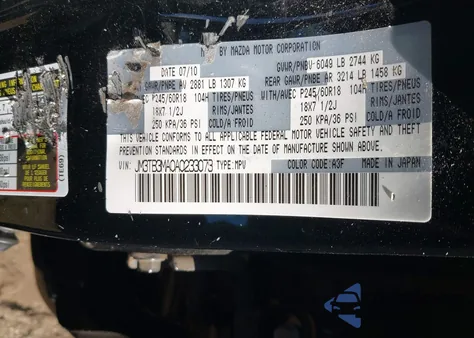 BY MAZDA MOTOR CORPORATION
DATE 07/10
GVWR/PNBV: 6049 LB 2744 KG
GAWR/PNBE AV 2881 LB 1307 KG
REAR GAWR/PNBE AR 3214 LB 1458 KG
EC P245/60R18 104H TIRES/PNEUS
WITH/AVEC P245/60R18 104H TIRES/PNEUS
18X7 1/2J RIMS/JANTES
18X7 1/2J RIMS/JANTES
250 KPA/36 PSI COLD/A FROID
250 KPA/36 PSI COLD/A FROID
THIS VEHICLE CONFORMS TO ALL APPLICABLE FEDERAL MOTOR VEHICLE SAFETY AND THEFT
PREVENTION STANDARDS IN EFFECT ON THE DATE OF MANUFACTURE SHOWN ABOVE.
VIN: JM3TB3MA0A0233079 TYPE: MPV COLOR CODE: A3F MADE IN JAPAN
(TE69)